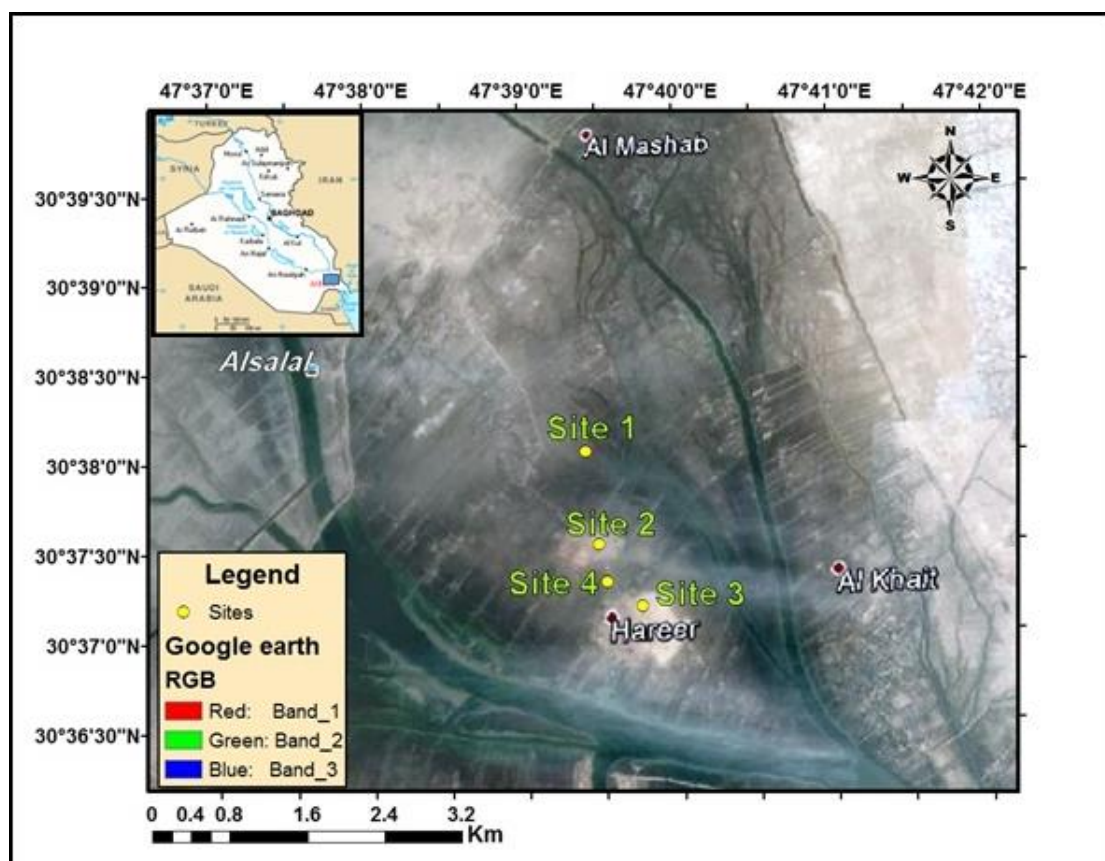 47°37'0"E 47°38'0"E 47°39'0"E 47°40'0"E 47°41'0"E 47°42'0"E
30°39'30"N
30°39'0"N
30°38'30"N
30°38'0"N
30°37'30"N
30°37'0"N
30°36'30"N
TURKEY
SYRIA
IRAN
BAGHDAD
SAUDI
ARABIA
N
W E
S
Al Mashab
Alsalal
Site 1
Site 2
Site 4
Site 3
Al Khait
Hareer
Legend
Sites
Google earth
RGB
Red: Band_1
Green: Band_2
Blue: Band_3
0 0.4 0.8 1.6 2.4 3.2
Km